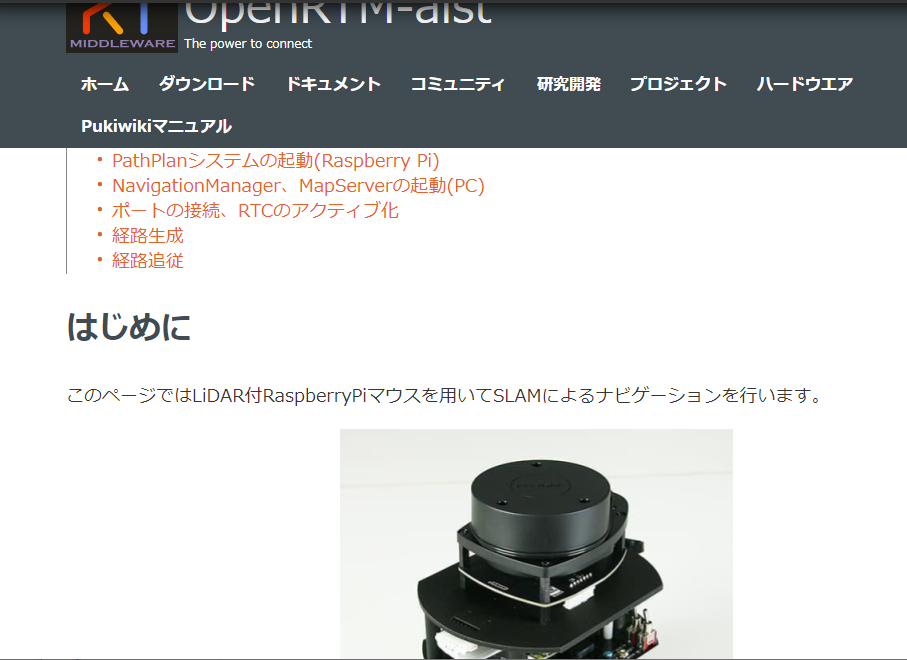 OpenRTM-aist
MIDDLEWARE
The power to connect
ホーム ダウンロード ドキュメント コミュニティ 研究開発 プロジェクト ハードウエア
Pukiwikiマニュアル
・PathPlanシステムの起動(Raspberry Pi)
・NavigationManager、MapServerの起動(PC)
・ポートの接続、RTCのアクティブ化
・経路生成
・経路追従
はじめに
このページではLiDAR付RaspberryPiマウスを用いてSLAMによるナビゲーションを行います。